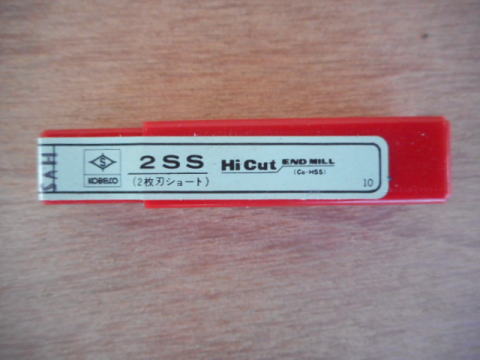 S
KOBELCO
2SS
(2枚刃ショート)
Hi Cut END MILL
(Co-HSS)
10